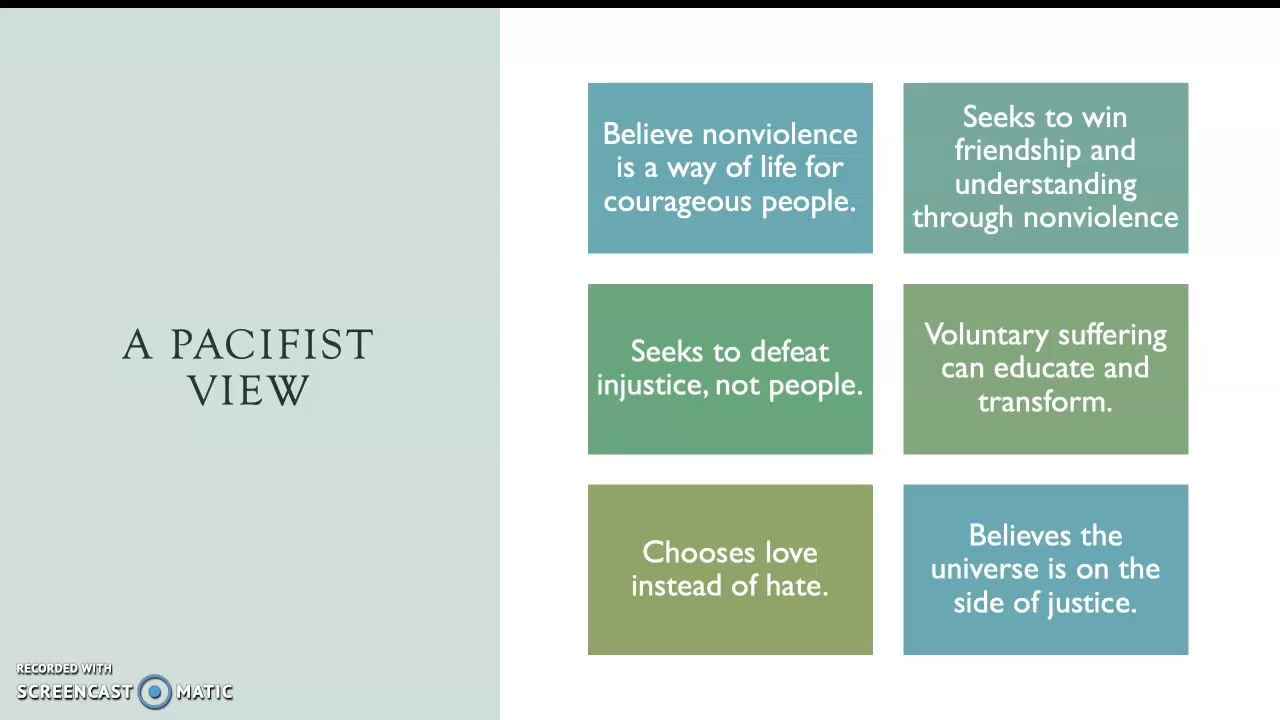 A PACIFIST
VIEW
Believe nonviolence
is a way of life for
courageous people.
Seeks to win
friendship and
understanding
through nonviolence
Seeks to defeat
injustice, not people.
Voluntary suffering
can educate and
transform.
Chooses love
instead of hate.
Believes the
universe is on the
side of justice.
RECORDED WITH
SCREENCAST MATIC